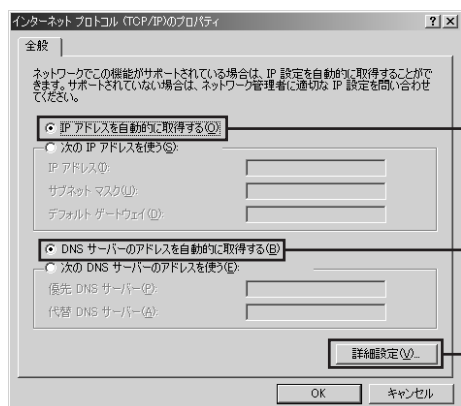 インターネット プロトコル (TCP/IP)のプロパティ
? ×
全般
ネットワークでこの機能がサポートされている場合は、IP 設定を自動的に取得することがで
きます。サポートされていない場合は、ネットワーク管理者に適切な IP 設定を問い合わせ
てください。
IP アドレスを自動的に取得する(O)
次の IP アドレスを使う(S):
IP アドレス(I):
サブネット マスク(U):
デフォルト ゲートウェイ(D):
DNS サーバーのアドレスを自動的に取得する(B)
次の DNS サーバーのアドレスを使う(E):
優先 DNS サーバー(P):
代替 DNS サーバー(A):
詳細設定(V)...
OK
キャンセル